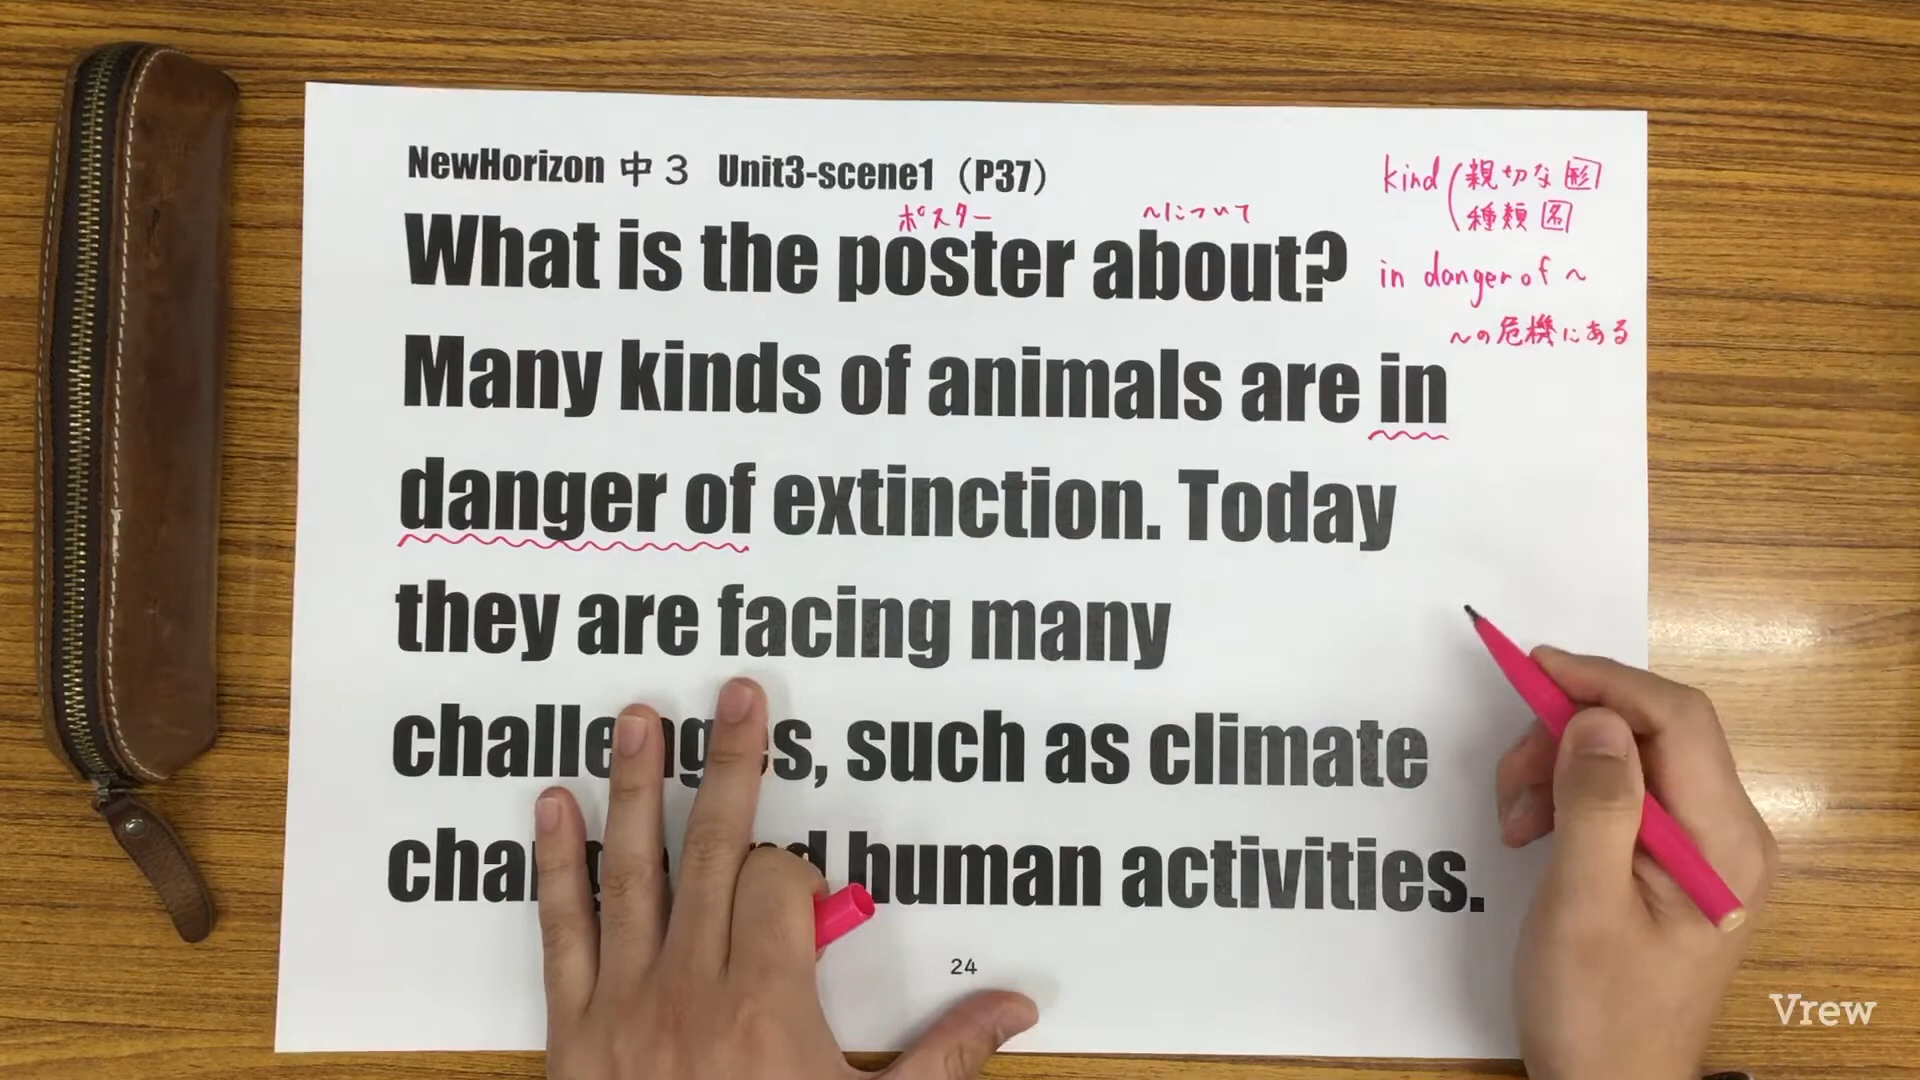 NewHorizon 中3 Unit3-scene1（P37）
ポスター ～について
What is the poster about?
kind 親切な 形
種類 名
in danger of ～
～の危機にある
Many kinds of animals are in
danger of extinction. Today
they are facing many
challenges, such as climate
change and human activities.
24
Vrew